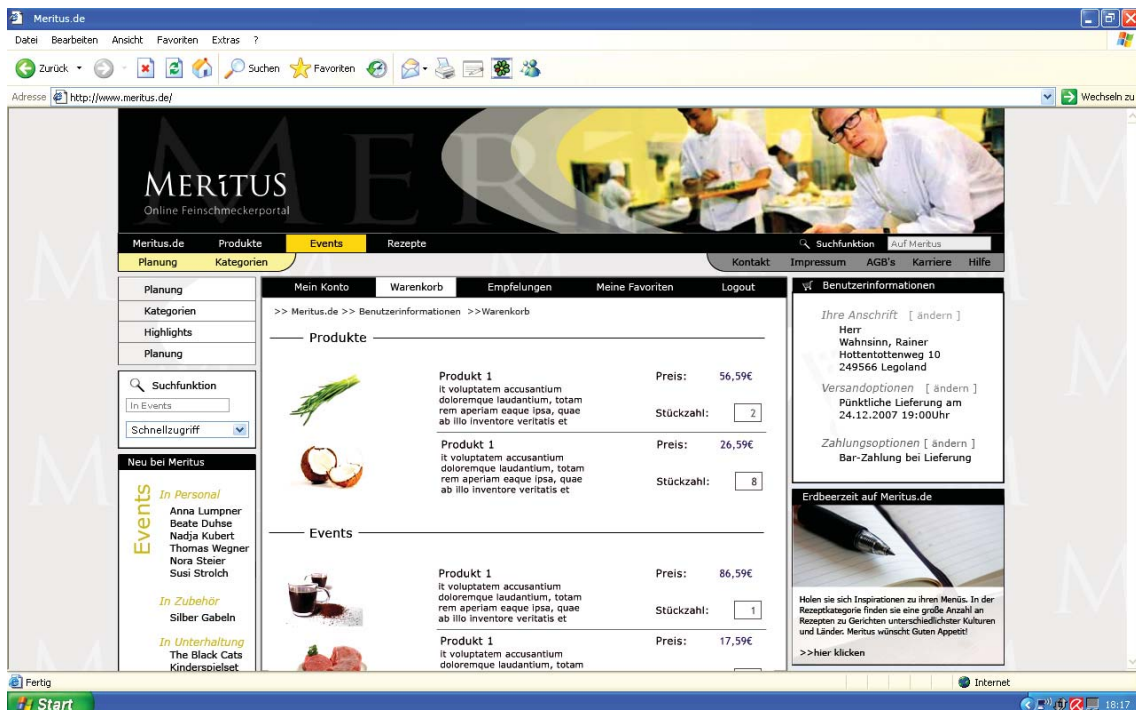 Meritus.de
Datei Bearbeiten Ansicht Favoriten Extras ?
Zurück Suchen Favoriten
Adresse http://www.meritus.de/ Wechseln zu
MERITUS
Online Feinschmeckerportal
Meritus.de Produkte Events Rezepte Suchfunktion Auf Meritus
Planung Kategorien Kontakt Impressum AGB's Karriere Hilfe
Planung
Kategorien
Highlights
Planung
Suchfunktion
In Events
Schnellzugriff
Neu bei Meritus
Events
In Personal
Anna Lumpner
Beate Duhse
Nadja Kubert
Thomas Wegner
Nora Steier
Susi Strolch
In Zubehör
Silber Gabeln
In Unterhaltung
The Black Cats
Kinderspielset
Mein Konto Warenkorb Empfelungen Meine Favoriten Logout
>> Meritus.de >> Benutzerinformationen >>Warenkorb
Produkte
Produkt 1 Preis: 56,59€
it voluptatem accusantium
doloremque laudantium, totam
rem aperiam eaque ipsa, quae
ab illo inventore veritatis et
Stückzahl: 2
Produkt 1 Preis: 26,59€
it voluptatem accusantium
doloremque laudantium, totam
rem aperiam eaque ipsa, quae
ab illo inventore veritatis et
Stückzahl: 8
Events
Produkt 1 Preis: 86,59€
it voluptatem accusantium
doloremque laudantium, totam
rem aperiam eaque ipsa, quae
ab illo inventore veritatis et
Stückzahl: 1
Produkt 1 Preis: 17,59€
it voluptatem accusantium
doloremque laudantium, totam
Benutzerinformationen
Ihre Anschrift [ ändern ]
Herr
Wahnsinn, Rainer
Hottentottenweg 10
249566 Legoland
Versandoptionen [ ändern ]
Pünktliche Lieferung am
24.12.2007 19:00Uhr
Zahlungsoptionen [ ändern ]
Bar-Zahlung bei Lieferung
Erdbeerzeit auf Meritus.de
Holen sie sich Inspirationen zu ihren Menüs. In der
Rezeptkategorie finden sie eine große Anzahl an
Rezepten zu Gerichten unterschiedlichster Kulturen
und Länder. Meritus wünscht Guten Appetit!
>>hier klicken
Fertig Internet
Start 18:17